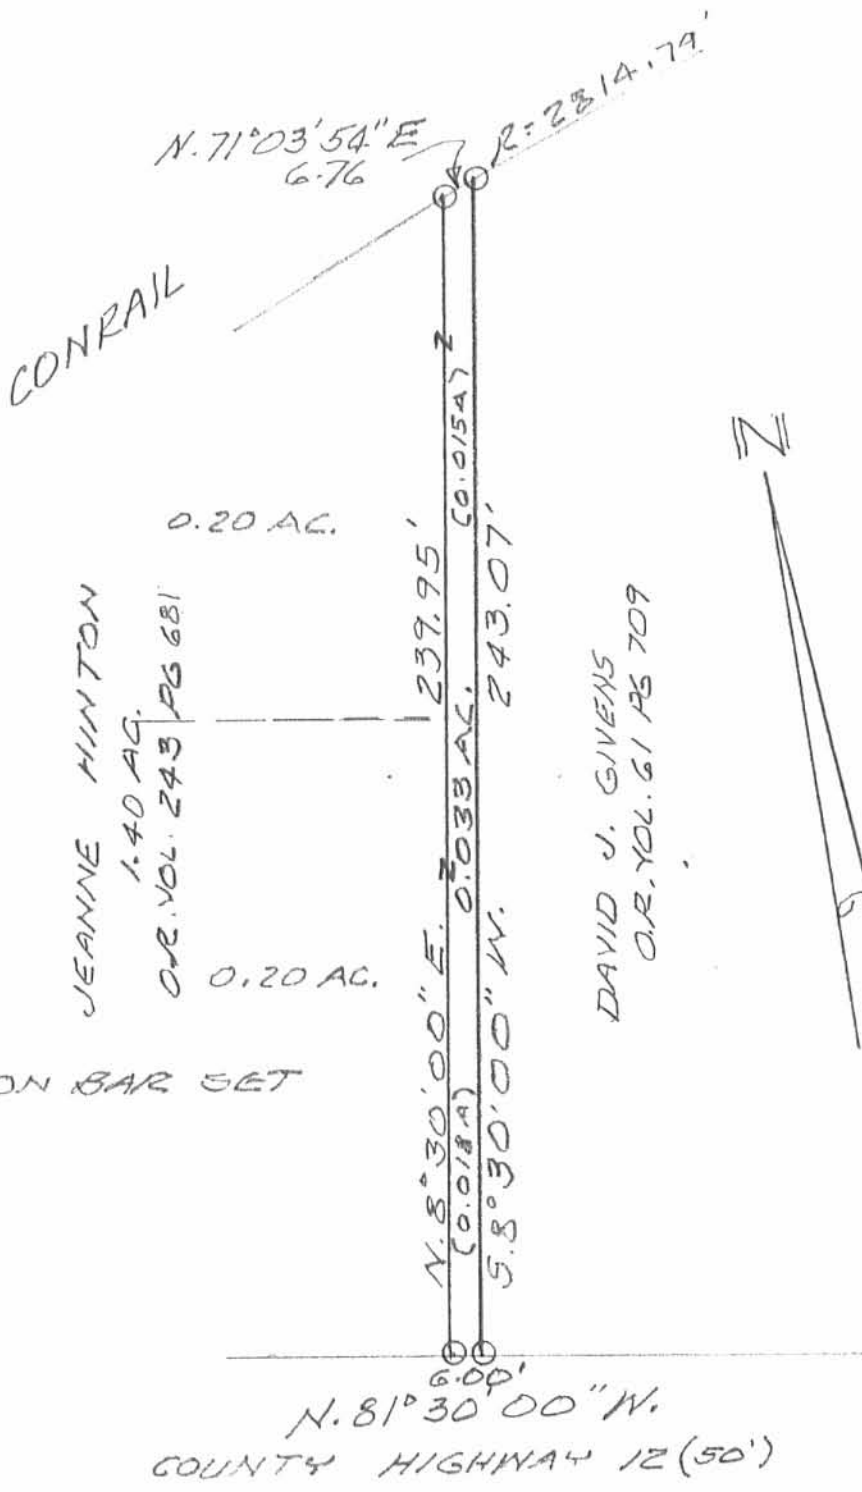 R=2814.79'
N.71°03'54"E
6.76
CONRAIL
Z
(0.015A)
0.20 AC.
239.95'
243.07'
JEANNE HINTON
1.40 AC.
O.R. VOL. 243 PG 681
0.033 AC.
DAVID J. GIVENS
O.R. VOL. 61 PG 709
Z
0.20 AC.
N.8°30'00"E.
(0.018A)
S.8°30'00"W.
ON BAR SET
6.00'
N.81°30'00"W.
COUNTY HIGHWAY 12 (50')